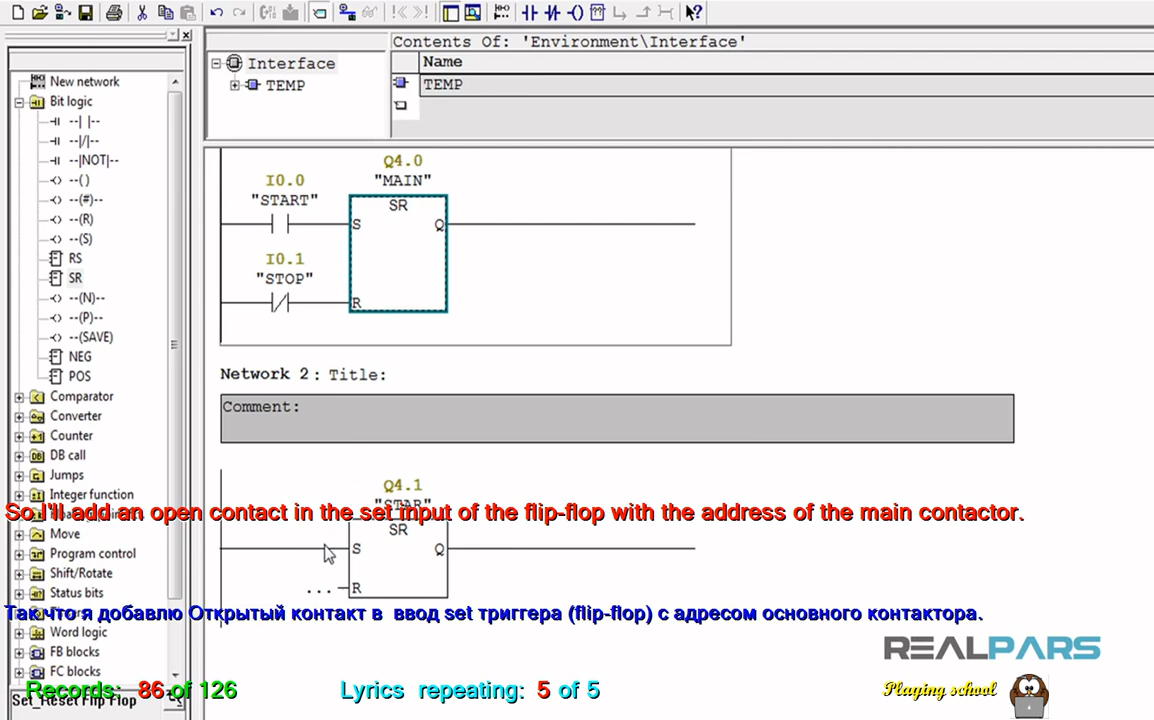 Contents Of: 'Environment\Interface'
Interface
TEMP
Name
TEMP
New network
Bit logic
--| |--
--|/|--
--|NOT|--
--( )
--(#)--
--(R)
--(S)
RS
SR
--(N)--
--(P)--
--(SAVE)
NEG
POS
Comparator
Converter
Counter
DB call
Jumps
Integer function
Move
Program control
Shift/Rotate
Status bits
Word logic
FB blocks
FC blocks
Set_Reset Flip Flop
Q4.0
I0.0
"MAIN"
"START"
SR
S
Q
I0.1
"STOP"
R
Network 2: Title:
Comment:
Q4.1
"STAR"
So I'll add an open contact in the set input of the flip-flop with the address of the main contactor.
SR
S
Q
... R
Так что я добавлю Открытый контакт в ввод set триггера (flip-flop) с адресом основного контактора.
REALPARS
Records: 86 of 126
Lyrics repeating: 5 of 5
Playing school